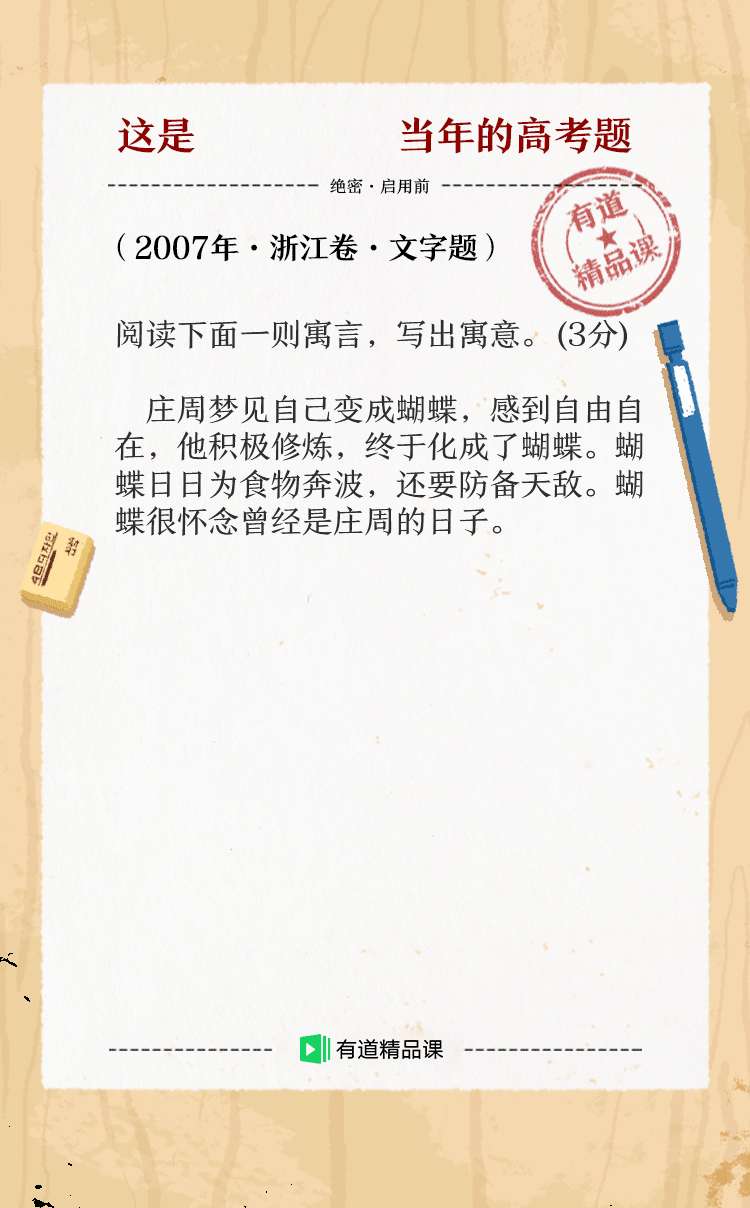 这是 当年的高考题
绝密·启用前
有道
精品课
（2007年·浙江卷·文字题）
阅读下面一则寓言，写出寓意。(3分)
庄周梦见自己变成蝴蝶，感到自由自
在，他积极修炼，终于化成了蝴蝶。蝴
蝶日日为食物奔波，还要防备天敌。蝴
蝶很怀念曾经是庄周的日子。
有道精品课